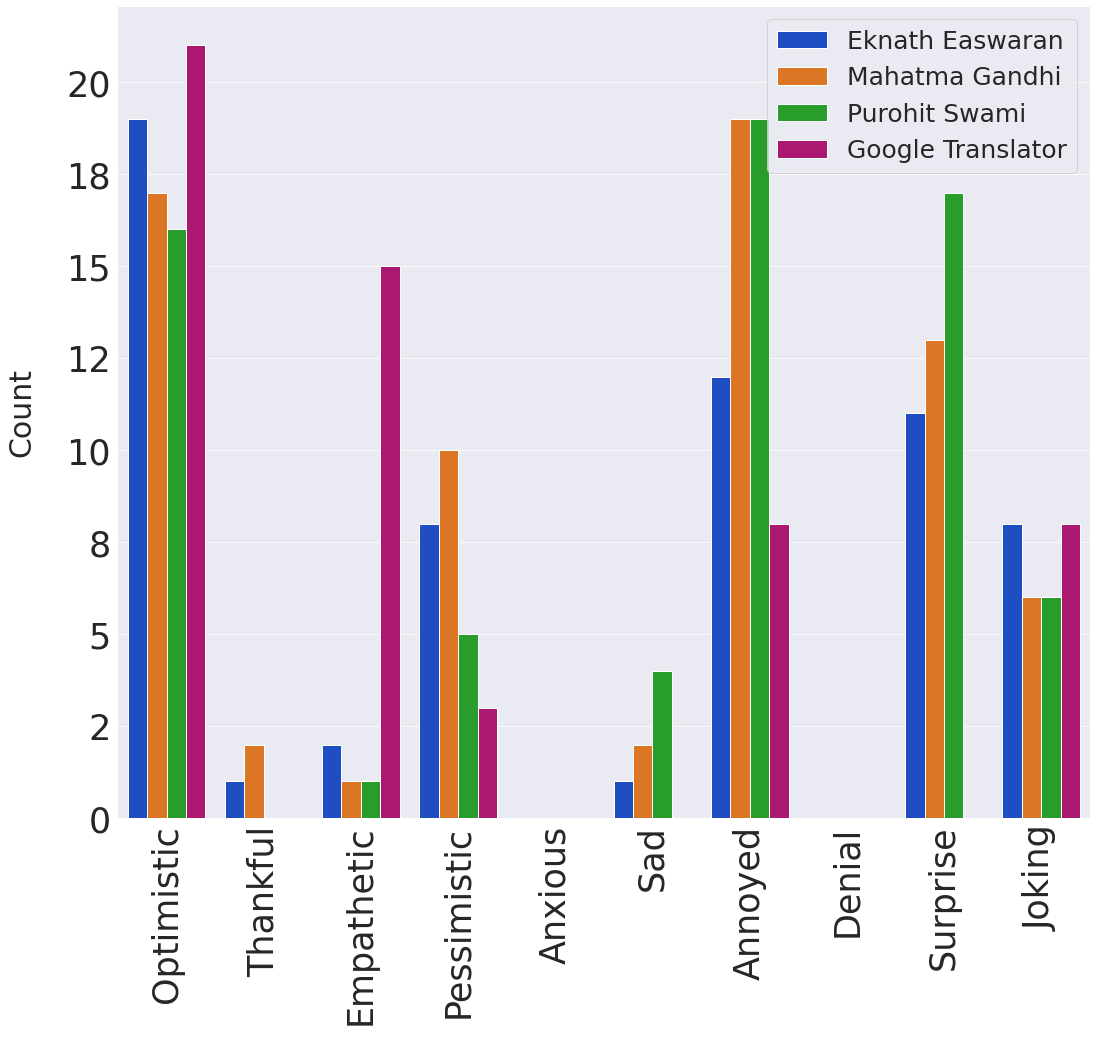 Eknath Easwaran
Mahatma Gandhi
Purohit Swami
Google Translator
Count
20
18
15
12
10
8
5
2
0
Optimistic
Thankful
Empathetic
Pessimistic
Anxious
Sad
Annoyed
Denial
Surprise
Joking